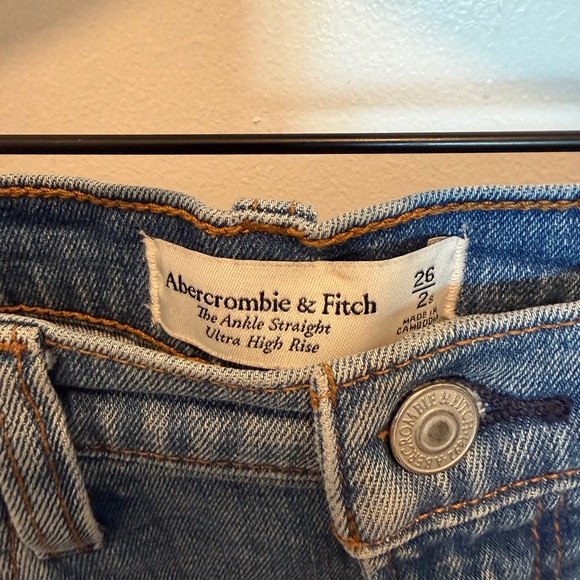 Abercrombie & Fitch
The Ankle Straight
Ultra High Rise
26
2s
MADE IN
CAMBODIA
ABERCROMBIE & FITCH